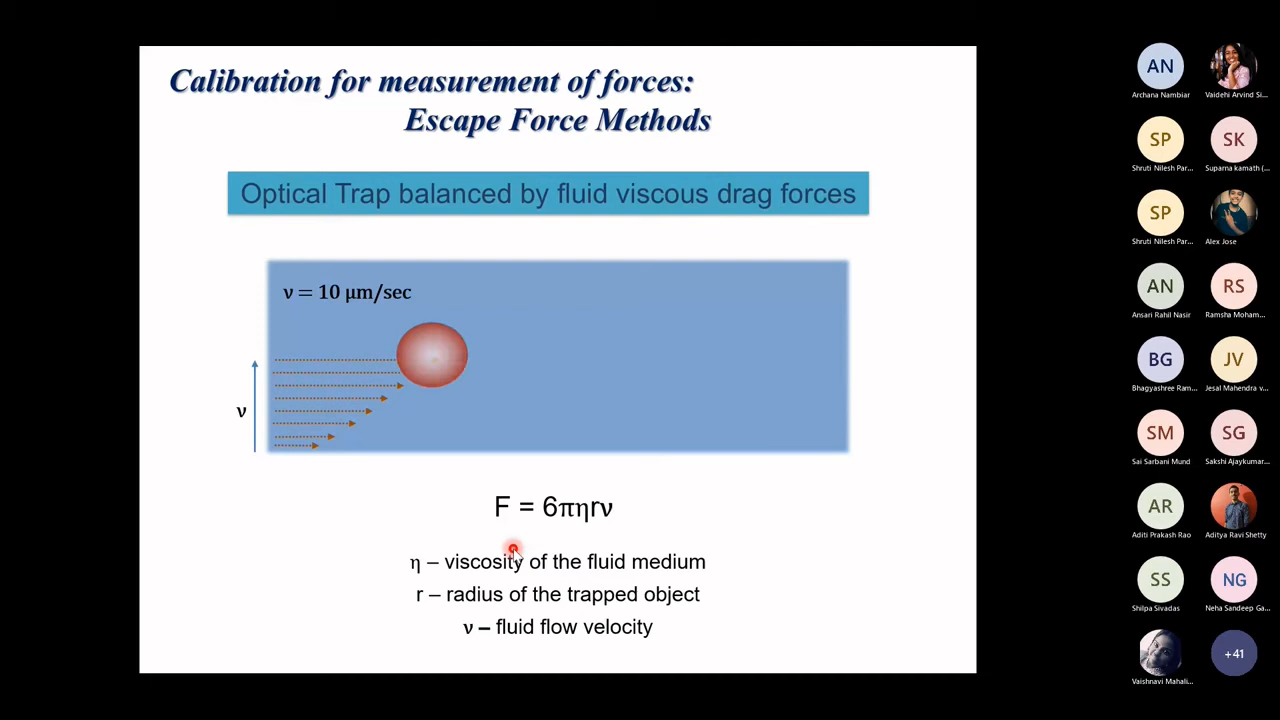 Calibration for measurement of forces:
Escape Force Methods
Optical Trap balanced by fluid viscous drag forces
ν = 10 μm/sec
ν
F = 6πηrν
η – viscosity of the fluid medium
r – radius of the trapped object
ν – fluid flow velocity
AN
Archana Nambiar
Vaidehi Arvind Si...
SP
SK
Shruti Nilesh Par...
Suparna kamath (...
SP
Shruti Nilesh Par...
Alex Jose
AN
RS
Ansari Rahil Nasir
Ramsha Moham...
BG
JV
Bhagyashree Ram...
Jesal Mahendra v...
SM
SG
Sai Sarbani Mund
Sakshi Ajaykumar...
AR
Aditi Prakash Rao
Aditya Ravi Shetty
SS
NG
Shilpa Sivadas
Neha Sandeep Ga...
+41
Vaishnavi Mahali...